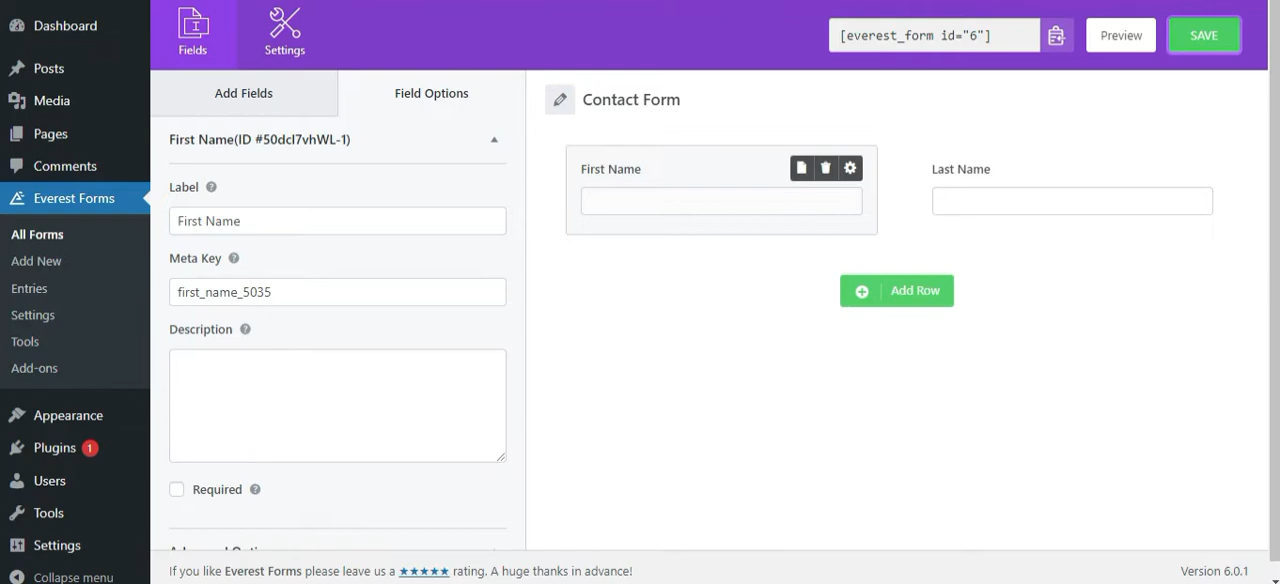 Dashboard
Posts
Media
Pages
Comments
Everest Forms
All Forms
Add New
Entries
Settings
Tools
Add-ons
Appearance
Plugins 1
Users
Tools
Settings
Collapse menu
Fields
Settings
[everest_form id="6"]
Preview
SAVE
Add Fields
Field Options
First Name(ID #50dcI7vhWL-1)
Label
First Name
Meta Key
first_name_5035
Description
Required
Contact Form
First Name
Last Name
Add Row
If you like Everest Forms please leave us a ★★★★★ rating. A huge thanks in advance!
Version 6.0.1